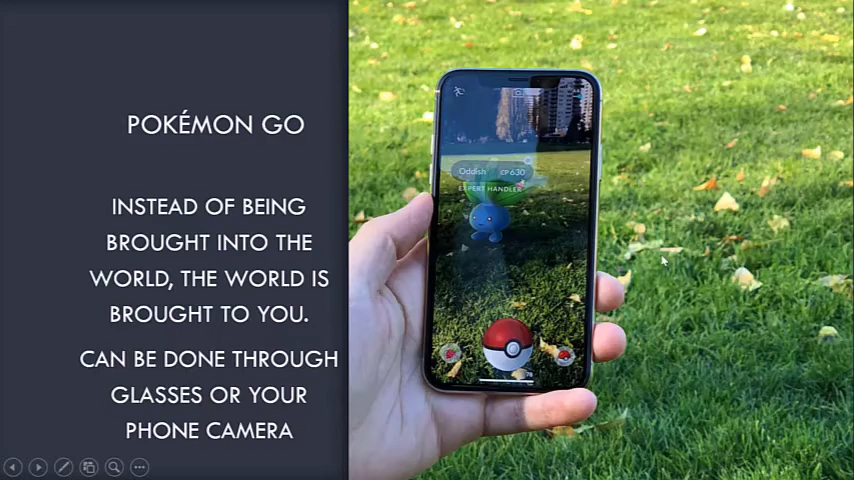 POKÉMON GO
INSTEAD OF BEING
BROUGHT INTO THE
WORLD, THE WORLD IS
BROUGHT TO YOU.
CAN BE DONE THROUGH
GLASSES OR YOUR
PHONE CAMERA
Oddish CP630
EXPERT HANDLER